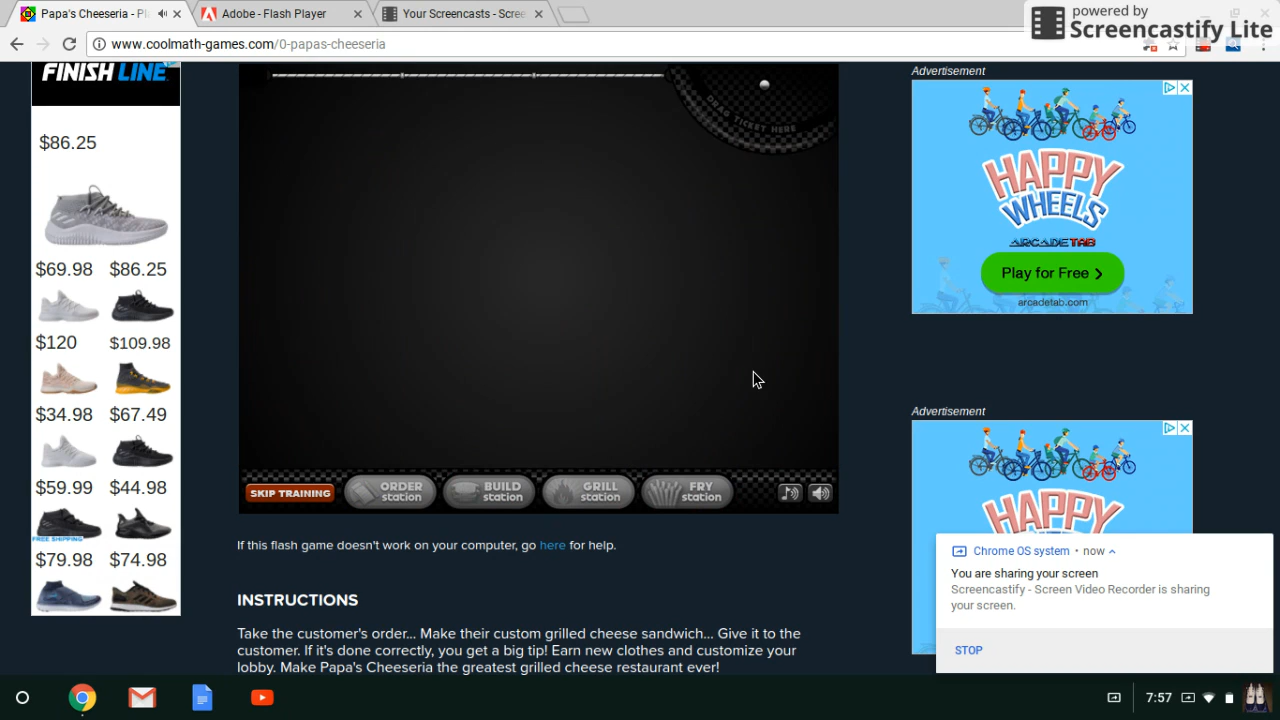 Papa's Cheeseria - Pl
Adobe - Flash Player
Your Screencasts - Scree
powered by
Screencastify Lite
www.coolmath-games.com/0-papas-cheeseria
FINISH LINE
$86.25
$69.98 $86.25
$120 $109.98
$34.98 $67.49
$59.99 $44.98
FREE SHIPPING
$79.98 $74.98
DRAG TICKET HERE
SKIP TRAINING
ORDER station
BUILD station
GRILL station
FRY station
If this flash game doesn't work on your computer, go here for help.
INSTRUCTIONS
Take the customer's order... Make their custom grilled cheese sandwich... Give it to the
customer. If it's done correctly, you get a big tip! Earn new clothes and customize your
lobby. Make Papa's Cheeseria the greatest grilled cheese restaurant ever!
Advertisement
HAPPY
WHEELS
ARCADETAB
Play for Free
arcadetab.com
Advertisement
HAPPY
Chrome OS system • now
You are sharing your screen
Screencastify - Screen Video Recorder is sharing
your screen.
STOP
7:57